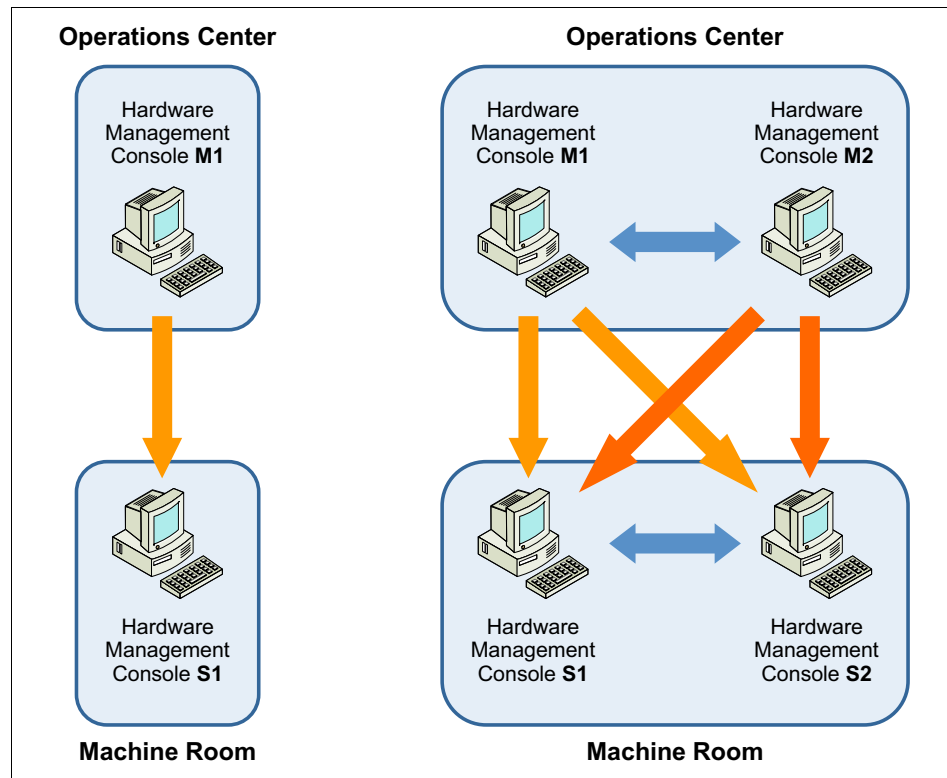 Operations Center
Hardware
Management
Console M1
Hardware
Management
Console S1
Machine Room
Operations Center
Hardware
Management
Console M1
Hardware
Management
Console M2
Hardware
Management
Console S1
Hardware
Management
Console S2
Machine Room